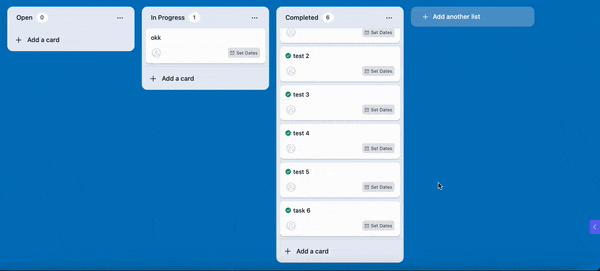 Open 0 ...
Add a card
In Progress 1 ...
okk
Set Dates
Add a card
Completed 6 ...
Set Dates
test 2
Set Dates
test 3
Set Dates
test 4
Set Dates
test 5
Set Dates
task 6
Set Dates
Add a card
+ Add another list